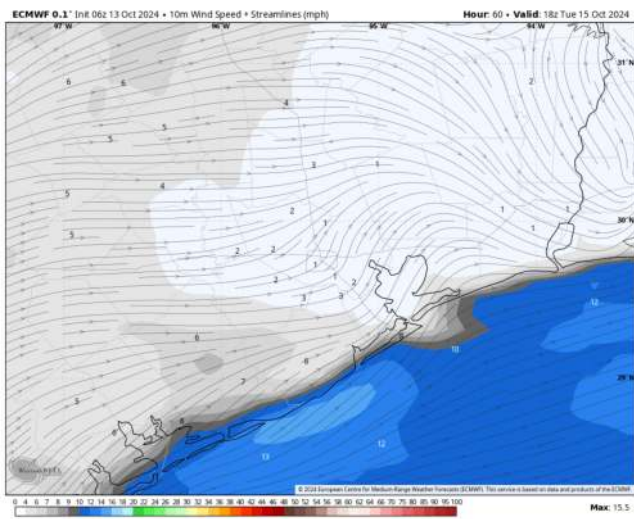 ECMWF 0.1° Init 06z 13 Oct 2024 • 10m Wind Speed + Streamlines (mph) Hour: 60 • Valid: 18z Tue 15 Oct 2024
97°W 96°W 95°W 94°W
31°N
6 6 2
4
5 5
3 1
5 4
2 1 1 1 30°N
5 1
2 2
1 2
2
3 3
12
6
10
6 29°N
7
5
12
13
WeatherBELL
© 2024 European Centre for Medium-Range Weather Forecasts (ECMWF). This service is based on data and products of the ECMWF.
0 4 6 8 10 12 14 16 18 20 22 24 26 28 30 32 34 36 38 40 42 44 46 48 50 52 54 56 58 60 62 64 66 70 75 80 85 90 95 100
Max: 15.5